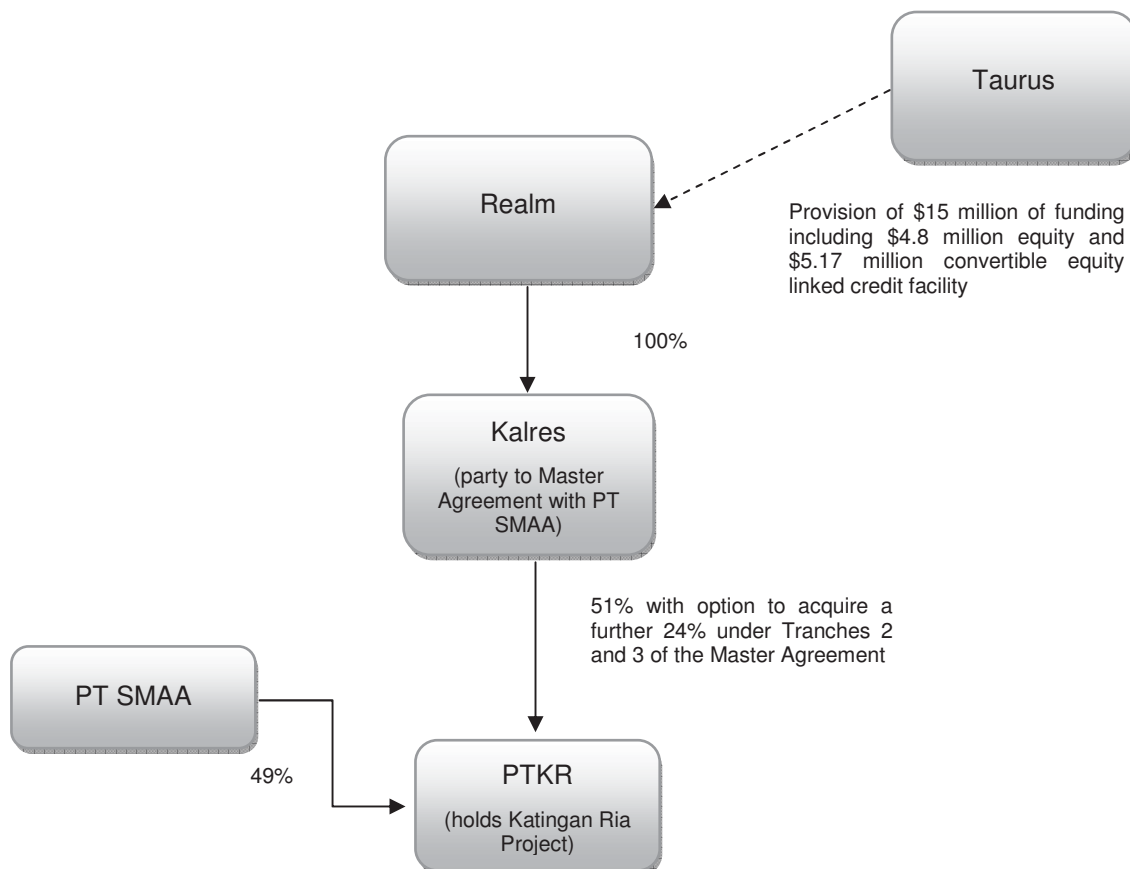 Taurus
Realm
Provision of $15 million of funding
including $4.8 million equity and
$5.17 million convertible equity
linked credit facility
100%
Kalres
(party to Master
Agreement with PT
SMAA)
51% with option to acquire a
further 24% under Tranches 2
and 3 of the Master Agreement
PT SMAA
49%
PTKR
(holds Katingan Ria
Project)